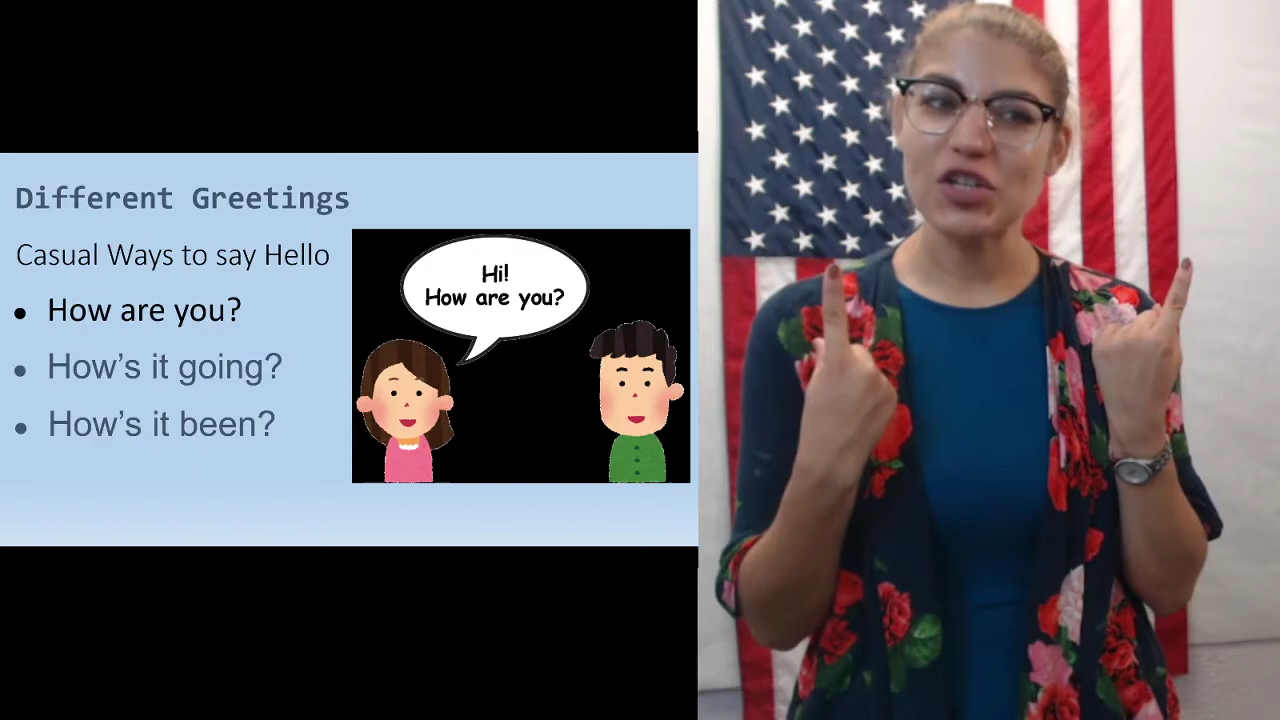 Different Greetings
Casual Ways to say Hello
• How are you?
• How's it going?
• How's it been?
Hi!
How are you?